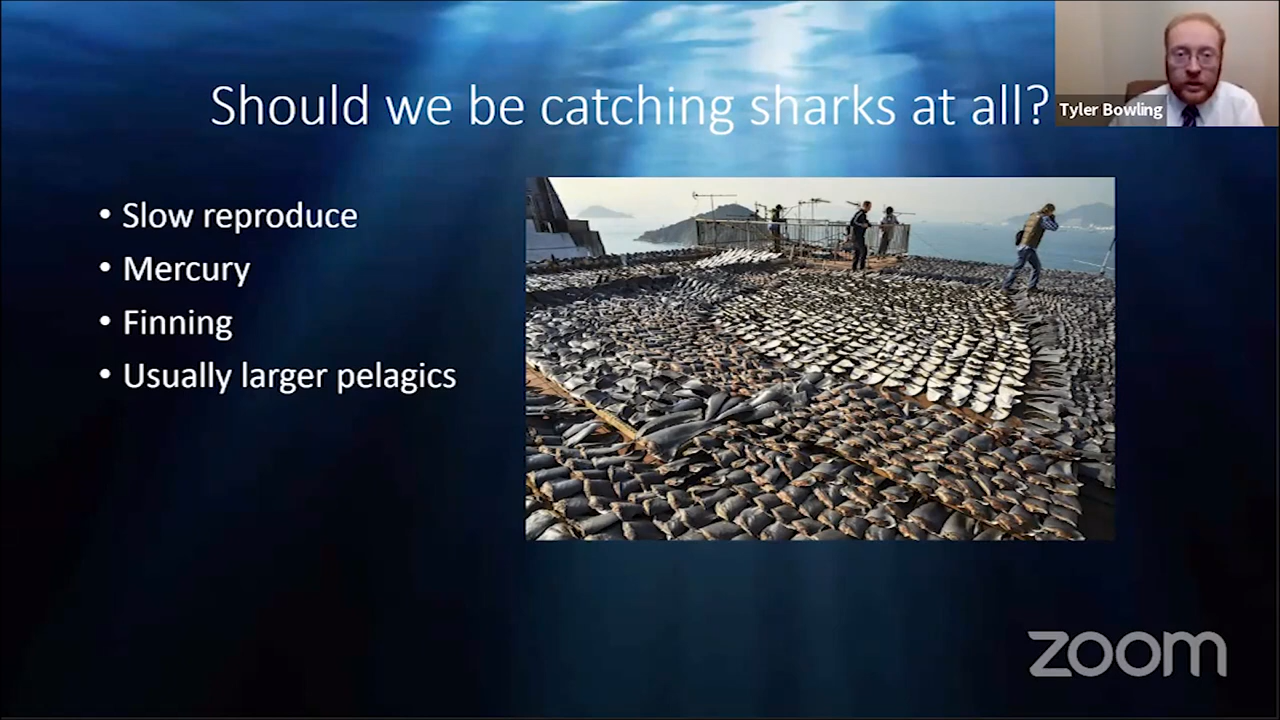 Should we be catching sharks at all?
Tyler Bowling
• Slow reproduce
• Mercury
• Finning
• Usually larger pelagics
zoom